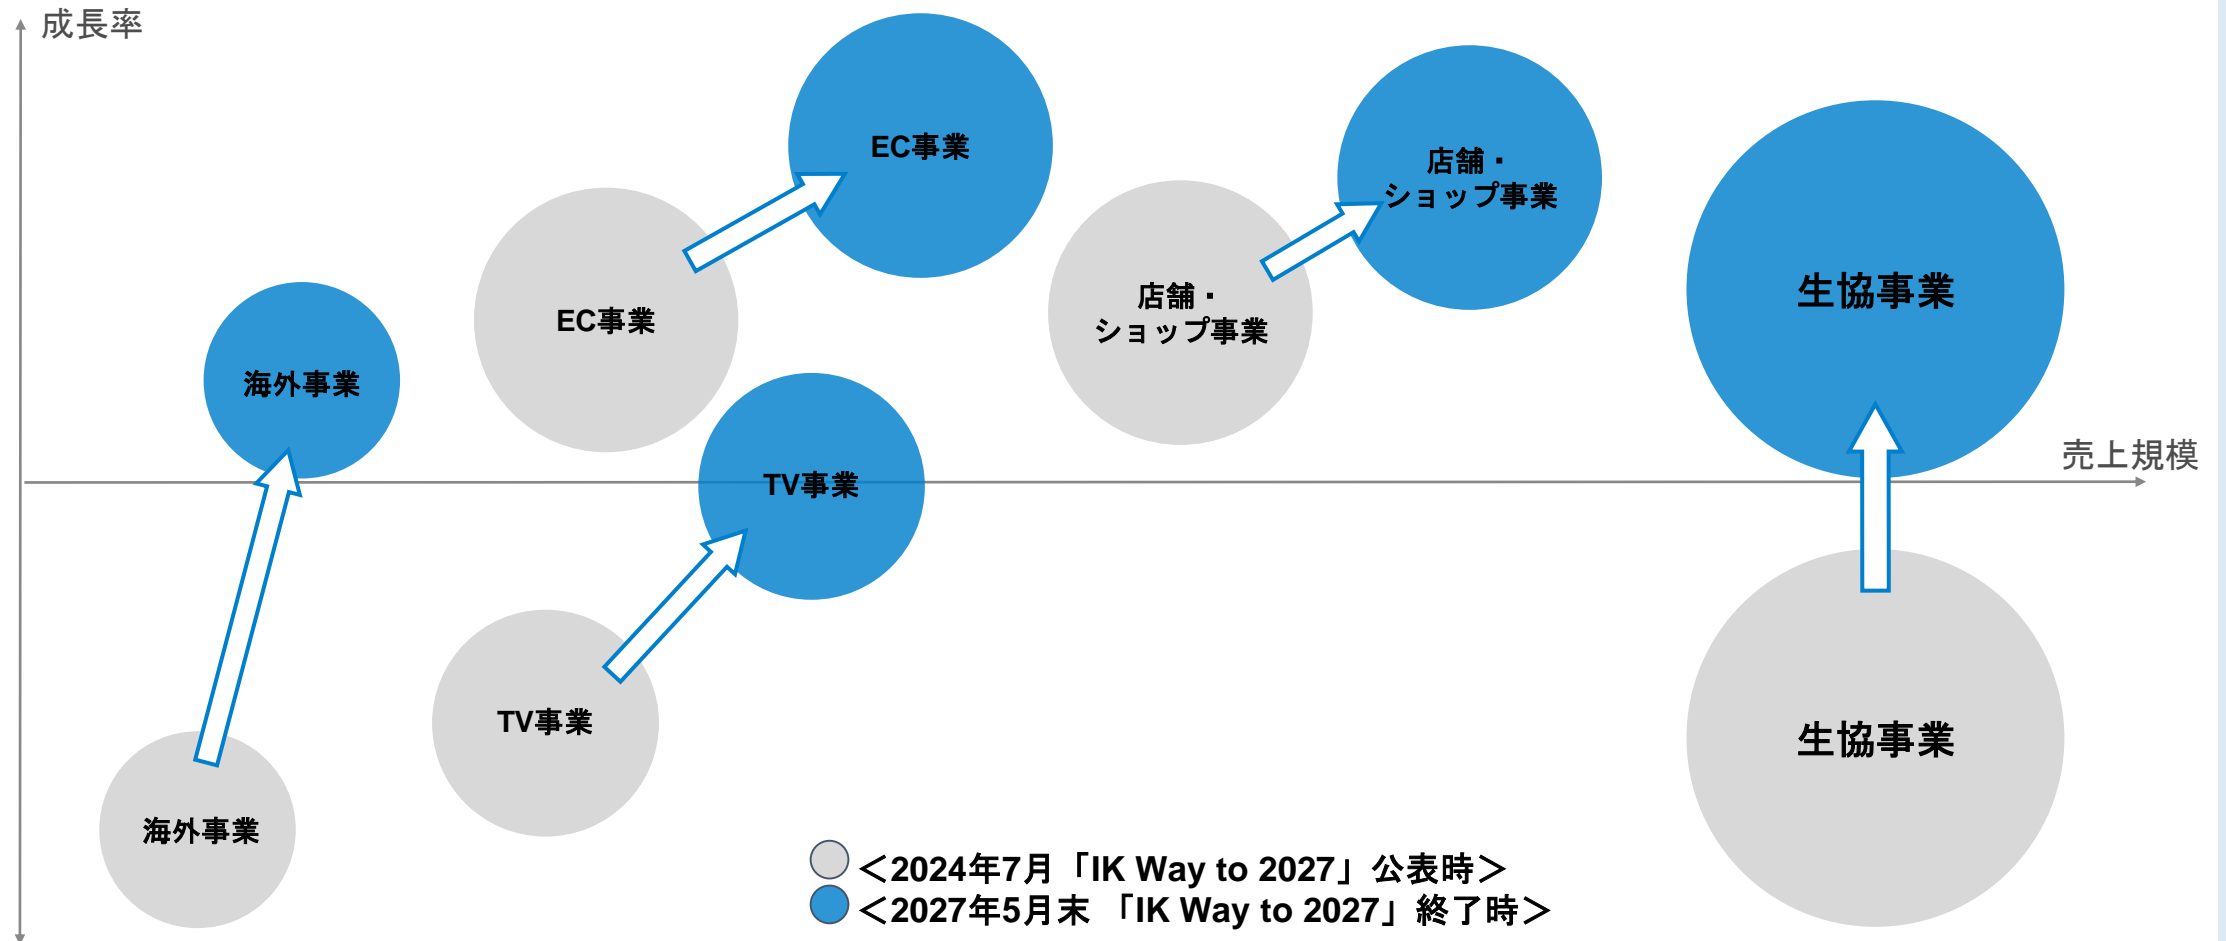 成長率
EC事業
店舗・
ショップ事業
生協事業
EC事業
店舗・
ショップ事業
海外事業
売上規模
TV事業
TV事業
生協事業
海外事業
＜2024年7月「IK Way to 2027」公表時＞
＜2027年5月末 「IK Way to 2027」終了時＞